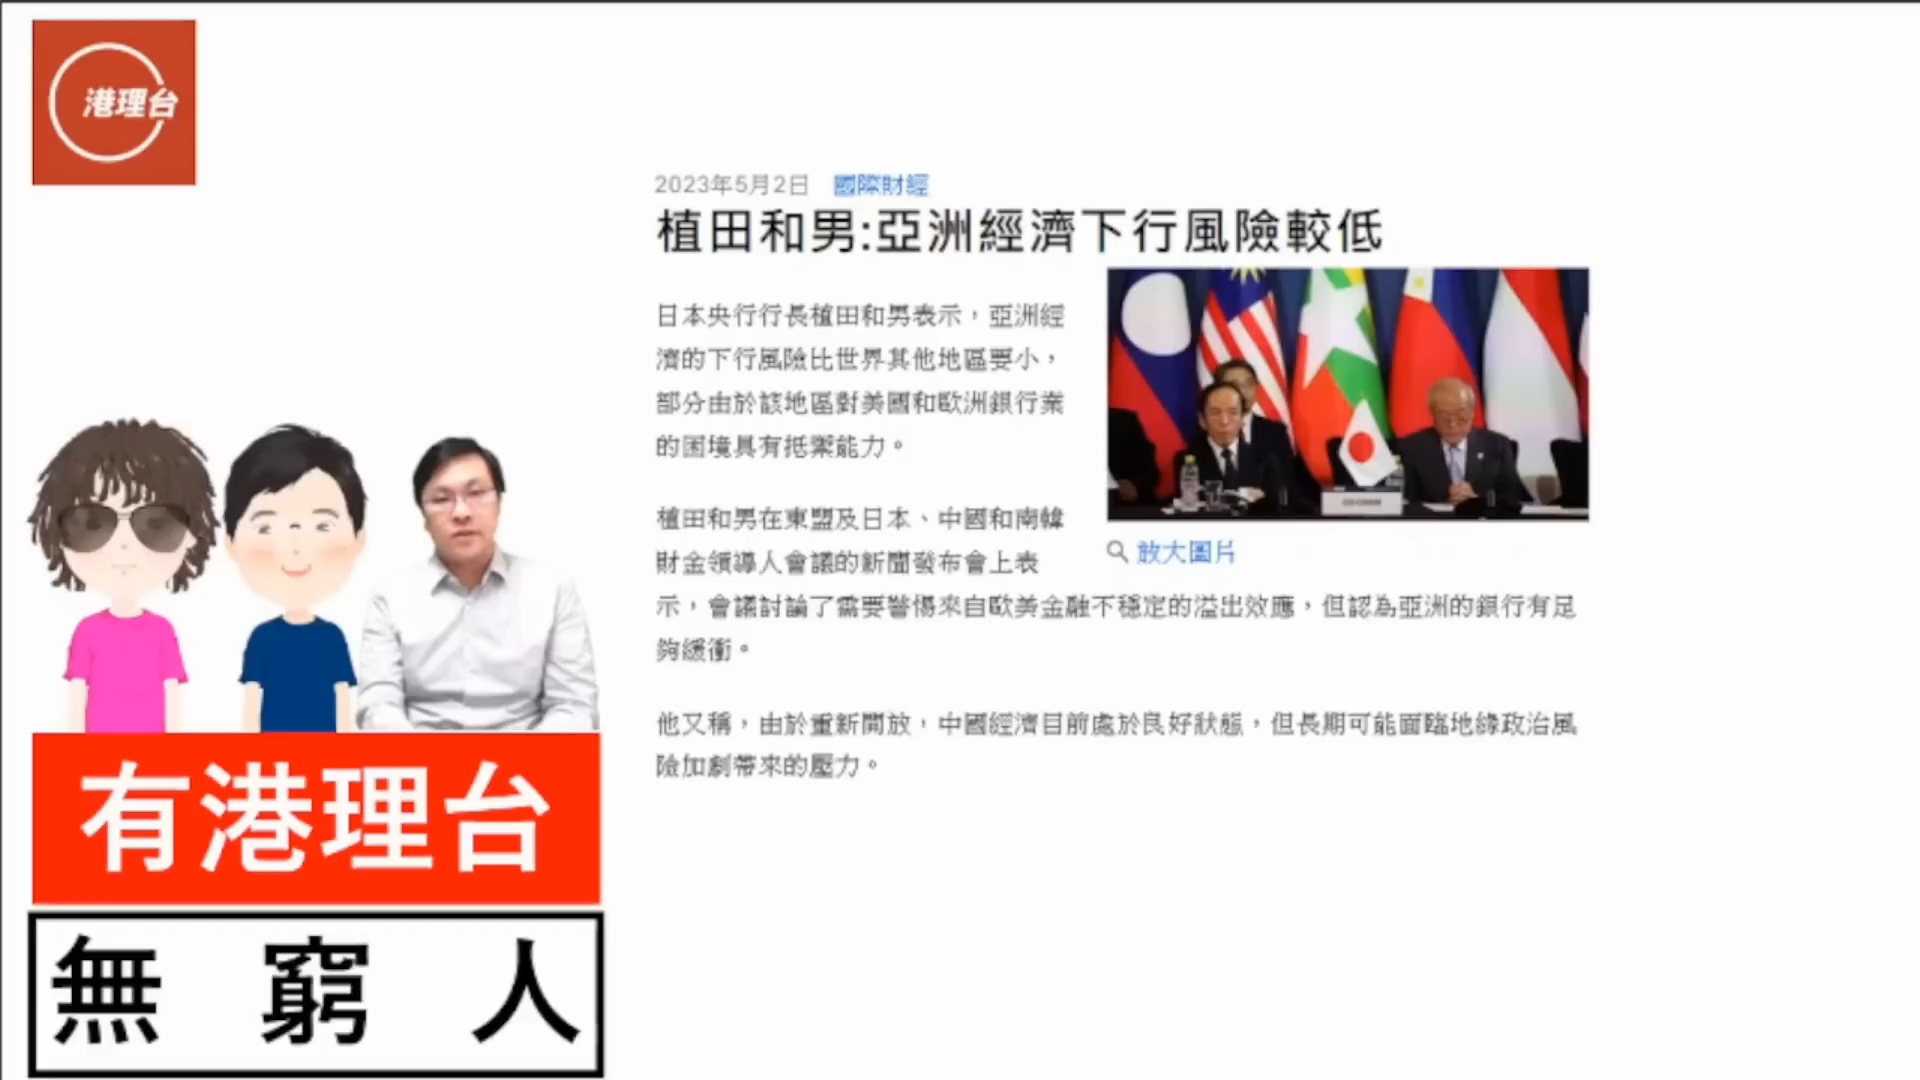 港理台
2023年5月2日 國際財經
植田和男:亞洲經濟下行風險較低
日本央行行長植田和男表示，亞洲經
濟的下行風險比世界其他地區要小，
部分由於該地區對美國和歐洲銀行業
的困境具有抵禦能力。
植田和男在東盟及日本、中國和南韓
財金領導人會議的新聞發布會上表
示，會議討論了需要警惕來自歐美金融不穩定的溢出效應，但認為亞洲的銀行有足
夠緩衝。
他又稱，由於重新開放，中國經濟目前處於良好狀態，但長期可能面臨地緣政治風
險加劇帶來的壓力。
放大圖片
有港理台
無窮人